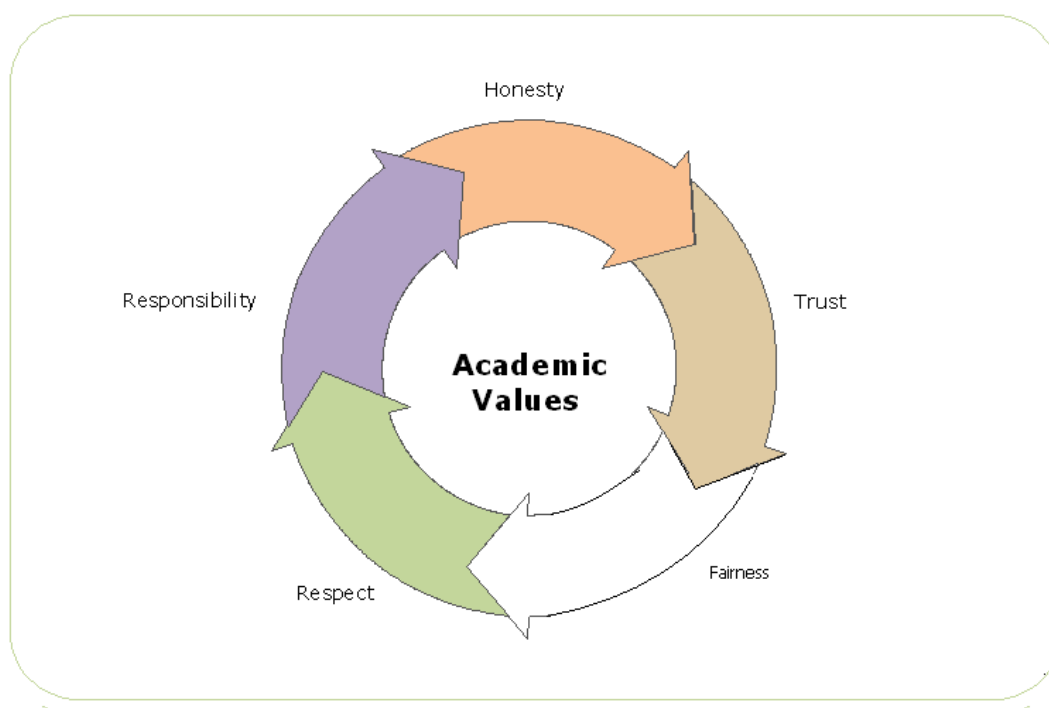 Honesty
Responsibility
Trust
Academic
Values
Fairness
Respect